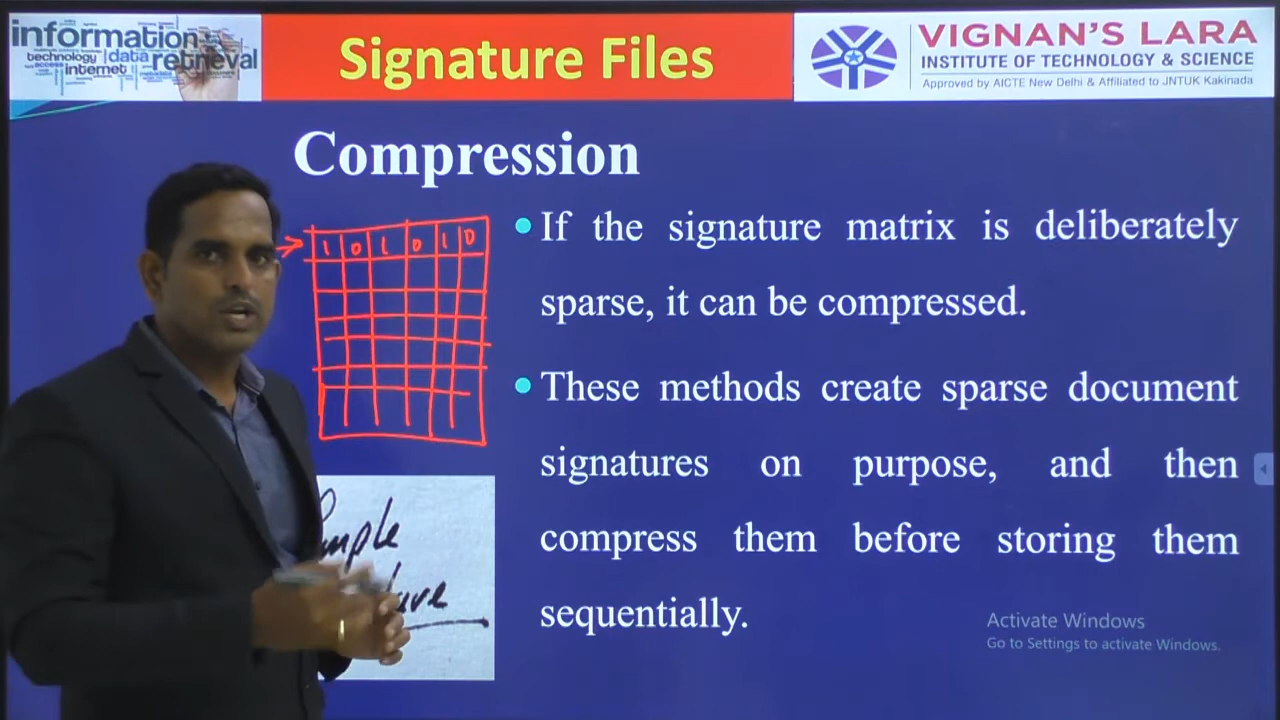 information
technology data retrieval
internet
Signature Files
VIGNAN'S LARA
INSTITUTE OF TECHNOLOGY & SCIENCE
Approved by AICTE New Delhi & Affiliated to JNTUK Kakinada
Compression
1 0 1 0 1 0
• If the signature matrix is deliberately
sparse, it can be compressed.
• These methods create sparse document
signatures on purpose, and then
compress them before storing them
sequentially.
Activate Windows
Go to Settings to activate Windows.